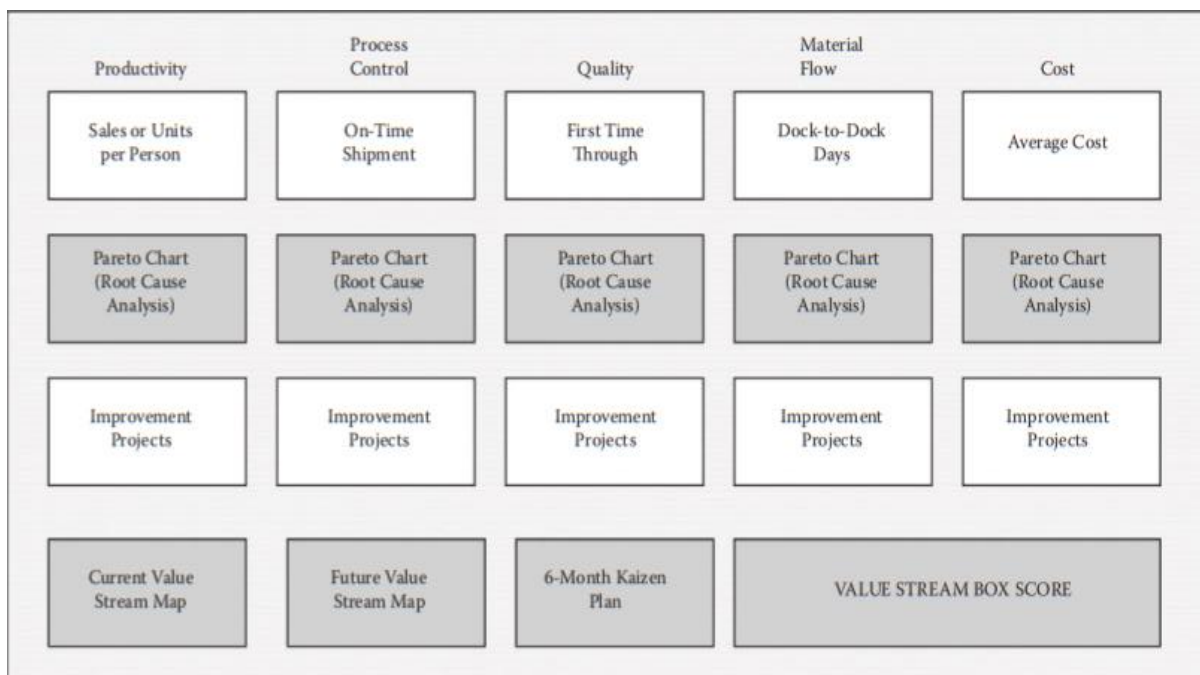 Productivity
Process
Control
Quality
Material
Flow
Cost
Sales or Units
per Person
On-Time
Shipment
First Time
Through
Dock-to-Dock
Days
Average Cost
Pareto Chart
(Root Cause
Analysis)
Pareto Chart
(Root Cause
Analysis)
Pareto Chart
(Root Cause
Analysis)
Pareto Chart
(Root Cause
Analysis)
Pareto Chart
(Root Cause
Analysis)
Improvement
Projects
Improvement
Projects
Improvement
Projects
Improvement
Projects
Improvement
Projects
Current Value
Stream Map
Future Value
Stream Map
6-Month Kaizen
Plan
VALUE STREAM BOX SCORE